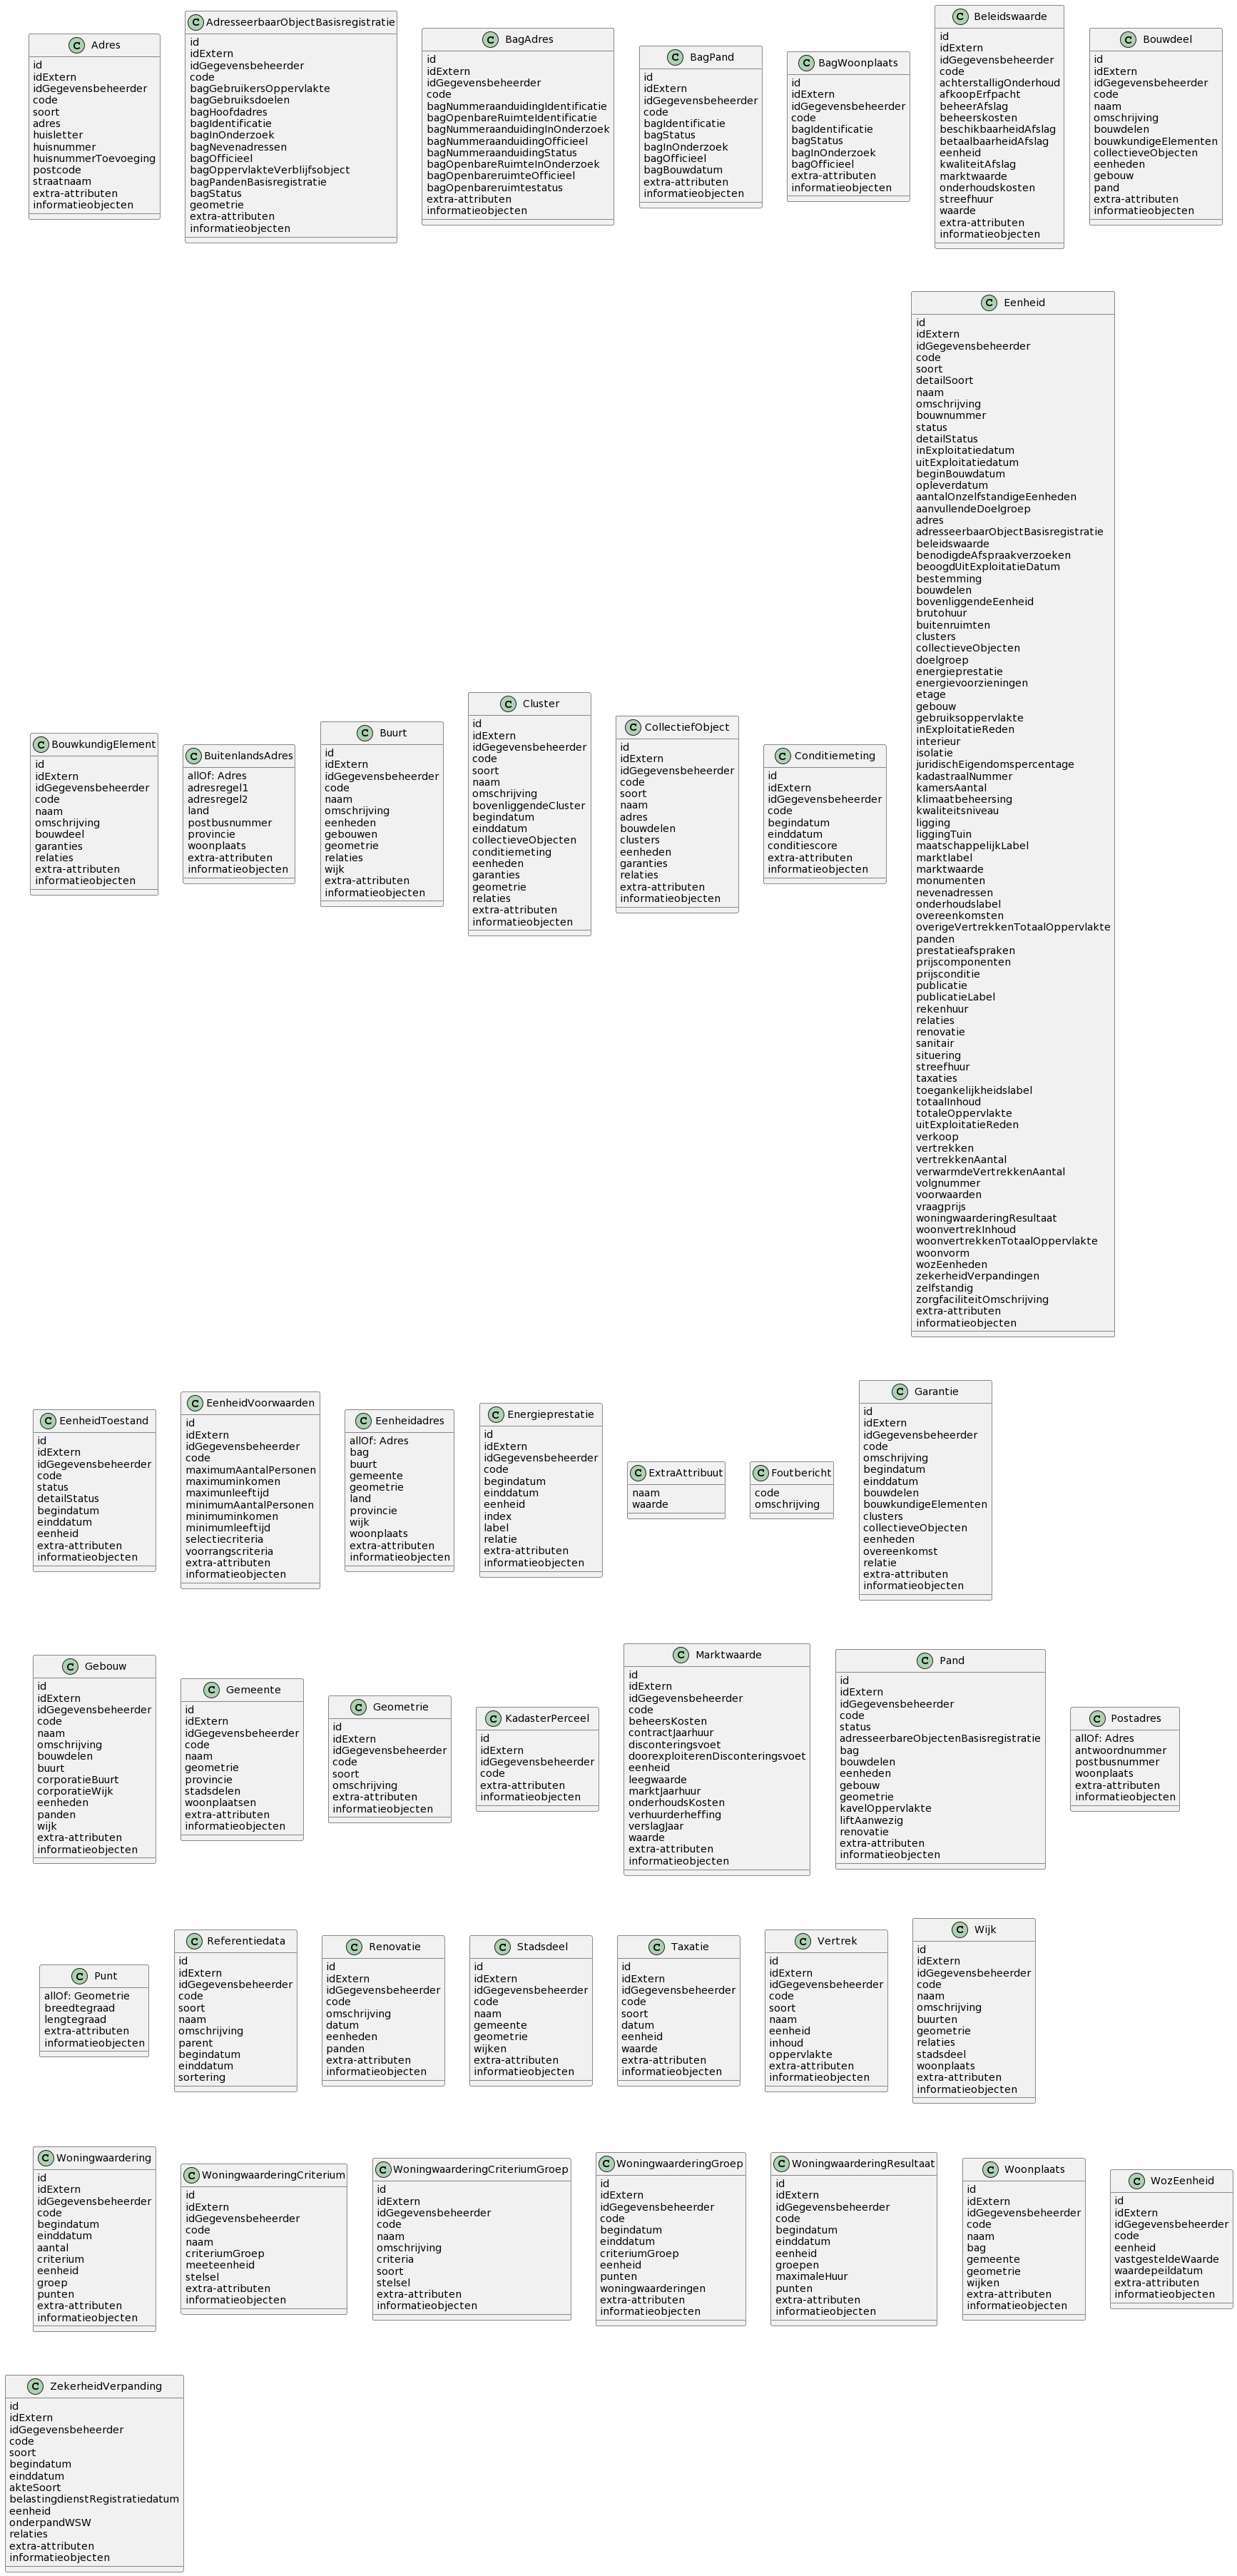 C Adres
id
idExtern
idGegevensbeheerder
code
soort
adres
huisletter
huisnummer
huisnummerToevoeging
postcode
straatnaam
extra-attributen
informatieobjecten
C AdresseerbaarObjectBasisregistratie
id
idExtern
idGegevensbeheerder
code
bagGebruikersOppervlakte
bagGebruiksdoelen
bagHoofdadres
bagIdentificatie
bagInOnderzoek
bagNevenadressen
bagOfficieel
bagOppervlakteVerblijfsobject
bagPandenBasisregistratie
bagStatus
geometrie
extra-attributen
informatieobjecten
C BagAdres
id
idExtern
idGegevensbeheerder
code
bagNummeraanduidingIdentificatie
bagOpenbareRuimteIdentificatie
bagNummeraanduidingInOnderzoek
bagNummeraanduidingOfficieel
bagNummeraanduidingStatus
bagOpenbareRuimteInOnderzoek
bagOpenbareruimteOfficieel
bagOpenbareruimtestatus
extra-attributen
informatieobjecten
C BagPand
id
idExtern
idGegevensbeheerder
code
bagIdentificatie
bagStatus
bagInOnderzoek
bagOfficieel
bagBouwdatum
extra-attributen
informatieobjecten
C BagWoonplaats
id
idExtern
idGegevensbeheerder
code
bagIdentificatie
bagStatus
bagInOnderzoek
bagOfficieel
extra-attributen
informatieobjecten
C Beleidswaarde
id
idExtern
idGegevensbeheerder
code
achterstalligOnderhoud
afkoopErfpacht
beheerAfslag
beheerskosten
beschikbaarheidAfslag
betaalbaarheidAfslag
eenheid
kwaliteitAfslag
marktwaarde
onderhoudskosten
streefhuur
waarde
extra-attributen
informatieobjecten
C Bouwdeel
id
idExtern
idGegevensbeheerder
code
naam
omschrijving
bouwdelen
bouwkundigeElementen
collectieveObjecten
eenheden
gebouw
pand
extra-attributen
informatieobjecten
C BouwkundigElement
id
idExtern
idGegevensbeheerder
code
naam
omschrijving
bouwdeel
garanties
relaties
extra-attributen
informatieobjecten
C BuitenlandsAdres
allOf: Adres
adresregel1
adresregel2
land
postbusnummer
provincie
woonplaats
extra-attributen
informatieobjecten
C Buurt
id
idExtern
idGegevensbeheerder
code
naam
omschrijving
eenheden
gebouwen
geometrie
relaties
wijk
extra-attributen
informatieobjecten
C Cluster
id
idExtern
idGegevensbeheerder
code
soort
naam
omschrijving
bovenliggendeCluster
begindatum
einddatum
collectieveObjecten
conditiemeting
eenheden
garanties
geometrie
relaties
extra-attributen
informatieobjecten
C CollectiefObject
id
idExtern
idGegevensbeheerder
code
soort
naam
adres
bouwdelen
clusters
eenheden
garanties
relaties
extra-attributen
informatieobjecten
C Conditiemeting
id
idExtern
idGegevensbeheerder
code
begindatum
einddatum
conditiescore
extra-attributen
informatieobjecten
C Eenheid
id
idExtern
idGegevensbeheerder
code
soort
detailSoort
naam
omschrijving
bouwnummer
status
detailStatus
inExploitatiedatum
uitExploitatiedatum
beginBouwdatum
opleverdatum
aantalOnzelfstandigeEenheden
aanvullendeDoelgroep
adres
adresseerbaarObjectBasisregistratie
beleidswaarde
benodigdeAfspraakverzoeken
beoogdUitExploitatieDatum
bestemming
bouwdelen
bovenliggendeEenheid
brutohuur
buitenruimten
clusters
collectieveObjecten
doelgroep
energieprestatie
energievoorzieningen
etage
gebouw
gebruiksoppervlakte
inExploitatieReden
interieur
isolatie
juridischEigendomspercentage
kadastraalNummer
kamersAantal
klimaatbeheersing
kwaliteitsniveau
ligging
liggingTuin
maatschappelijkLabel
marktlabel
marktwaarde
monumenten
nevenadressen
onderhoudslabel
overeenkomsten
overigeVertrekkenTotaalOppervlakte
panden
prestatieafspraken
prijscomponenten
prijsconditie
publicatie
publicatieLabel
rekenhuur
relaties
renovatie
sanitair
situering
streefhuur
taxaties
toegankelijkheidslabel
totaalInhoud
totaleOppervlakte
uitExploitatieReden
verkoop
vertrekken
vertrekkenAantal
verwarmdeVertrekkenAantal
volgnummer
voorwaarden
vraagprijs
woningwaarderingResultaat
woonvertrekInhoud
woonvertrekkenTotaalOppervlakte
woonvorm
wozEenheden
zekerheidVerpandingen
zelfstandig
zorgfaciliteitOmschrijving
extra-attributen
informatieobjecten
C EenheidToestand
id
idExtern
idGegevensbeheerder
code
status
detailStatus
begindatum
einddatum
eenheid
extra-attributen
informatieobjecten
C EenheidVoorwaarden
id
idExtern
idGegevensbeheerder
code
maximumAantalPersonen
maximuminkomen
maximunleeftijd
minimumAantalPersonen
minimuminkomen
minimumleeftijd
selectiecriteria
voorrangscriteria
extra-attributen
informatieobjecten
C Eenheidadres
allOf: Adres
bag
buurt
gemeente
geometrie
land
provincie
wijk
woonplaats
extra-attributen
informatieobjecten
C Energieprestatie
id
idExtern
idGegevensbeheerder
code
begindatum
einddatum
eenheid
index
label
relatie
extra-attributen
informatieobjecten
C ExtraAttribuut
naam
waarde
C Foutbericht
code
omschrijving
C Garantie
id
idExtern
idGegevensbeheerder
code
omschrijving
begindatum
einddatum
bouwdelen
bouwkundigeElementen
clusters
collectieveObjecten
eenheden
overeenkomst
relatie
extra-attributen
informatieobjecten
C Gebouw
id
idExtern
idGegevensbeheerder
code
naam
omschrijving
bouwdelen
buurt
corporatieBuurt
corporatieWijk
eenheden
panden
wijk
extra-attributen
informatieobjecten
C Gemeente
id
idExtern
idGegevensbeheerder
code
naam
geometrie
provincie
stadsdelen
woonplaatsen
extra-attributen
informatieobjecten
C Geometrie
id
idExtern
idGegevensbeheerder
code
soort
omschrijving
extra-attributen
informatieobjecten
C KadasterPerceel
id
idExtern
idGegevensbeheerder
code
extra-attributen
informatieobjecten
C Marktwaarde
id
idExtern
idGegevensbeheerder
code
beheersKosten
contractJaarhuur
disconteringsvoet
doorexploiterenDisconteringsvoet
eenheid
leegwaarde
marktJaarhuur
onderhoudsKosten
verhuurderheffing
verslagJaar
waarde
extra-attributen
informatieobjecten
C Pand
id
idExtern
idGegevensbeheerder
code
status
adresseerbareObjectenBasisregistratie
bag
bouwdelen
eenheden
gebouw
geometrie
kavelOppervlakte
liftAanwezig
renovatie
extra-attributen
informatieobjecten
C Postadres
allOf: Adres
antwoordnummer
postbusnummer
woonplaats
extra-attributen
informatieobjecten
C Punt
allOf: Geometrie
breedtegraad
lengtegraad
extra-attributen
informatieobjecten
C Referentiedata
id
idExtern
idGegevensbeheerder
code
soort
naam
omschrijving
parent
begindatum
einddatum
sortering
C Renovatie
id
idExtern
idGegevensbeheerder
code
omschrijving
datum
eenheden
panden
extra-attributen
informatieobjecten
C Stadsdeel
id
idExtern
idGegevensbeheerder
code
naam
gemeente
geometrie
wijken
extra-attributen
informatieobjecten
C Taxatie
id
idExtern
idGegevensbeheerder
code
soort
datum
eenheid
waarde
extra-attributen
informatieobjecten
C Vertrek
id
idExtern
idGegevensbeheerder
code
soort
naam
eenheid
inhoud
oppervlakte
extra-attributen
informatieobjecten
C Wijk
id
idExtern
idGegevensbeheerder
code
naam
omschrijving
buurten
geometrie
relaties
stadsdeel
woonplaats
extra-attributen
informatieobjecten
C Woningwaardering
id
idExtern
idGegevensbeheerder
code
begindatum
einddatum
aantal
criterium
eenheid
groep
punten
extra-attributen
informatieobjecten
C WoningwaarderingCriterium
id
idExtern
idGegevensbeheerder
code
naam
criteriumGroep
meeteenheid
stelsel
extra-attributen
informatieobjecten
C WoningwaarderingCriteriumGroep
id
idExtern
idGegevensbeheerder
code
naam
omschrijving
criteria
soort
stelsel
extra-attributen
informatieobjecten
C WoningwaarderingGroep
id
idExtern
idGegevensbeheerder
code
begindatum
einddatum
criteriumGroep
eenheid
punten
woningwaarderingen
extra-attributen
informatieobjecten
C WoningwaarderingResultaat
id
idExtern
idGegevensbeheerder
code
begindatum
einddatum
eenheid
groepen
maximaleHuur
punten
extra-attributen
informatieobjecten
C Woonplaats
id
idExtern
idGegevensbeheerder
code
naam
bag
gemeente
geometrie
wijken
extra-attributen
informatieobjecten
C WozEenheid
id
idExtern
idGegevensbeheerder
code
eenheid
vastgesteldeWaarde
waardepeildatum
extra-attributen
informatieobjecten
C ZekerheidVerpanding
id
idExtern
idGegevensbeheerder
code
soort
begindatum
einddatum
akteSoort
belastingdienstRegistratiedatum
eenheid
onderpandWSW
relaties
extra-attributen
informatieobjecten